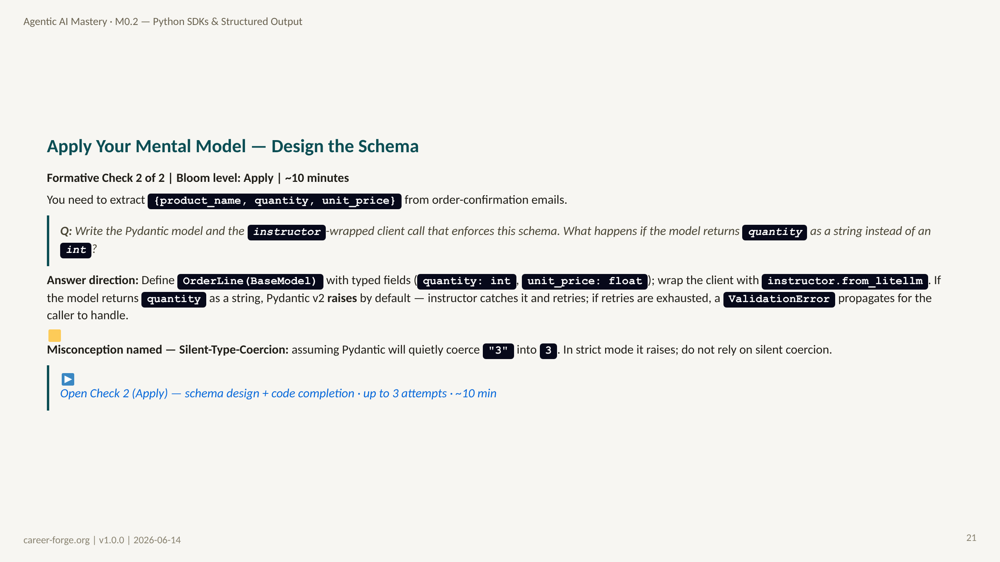 Agentic AI Mastery · M0.2 — Python SDKs & Structured Output
Apply Your Mental Model — Design the Schema
Formative Check 2 of 2 | Bloom level: Apply | ~10 minutes
You need to extract {product_name, quantity, unit_price} from order-confirmation emails.
Q: Write the Pydantic model and the instructor-wrapped client call that enforces this schema. What happens if the model returns quantity as a string instead of an
int?
Answer direction: Define OrderLine(BaseModel) with typed fields (quantity: int, unit_price: float); wrap the client with instructor.from_litellm. If
the model returns quantity as a string, Pydantic v2 raises by default — instructor catches it and retries; if retries are exhausted, a ValidationError propagates for the
caller to handle.
Misconception named — Silent-Type-Coercion: assuming Pydantic will quietly coerce "3" into 3. In strict mode it raises; do not rely on silent coercion.
Open Check 2 (Apply) — schema design + code completion · up to 3 attempts · ~10 min
career-forge.org | v1.0.0 | 2026-06-14
21